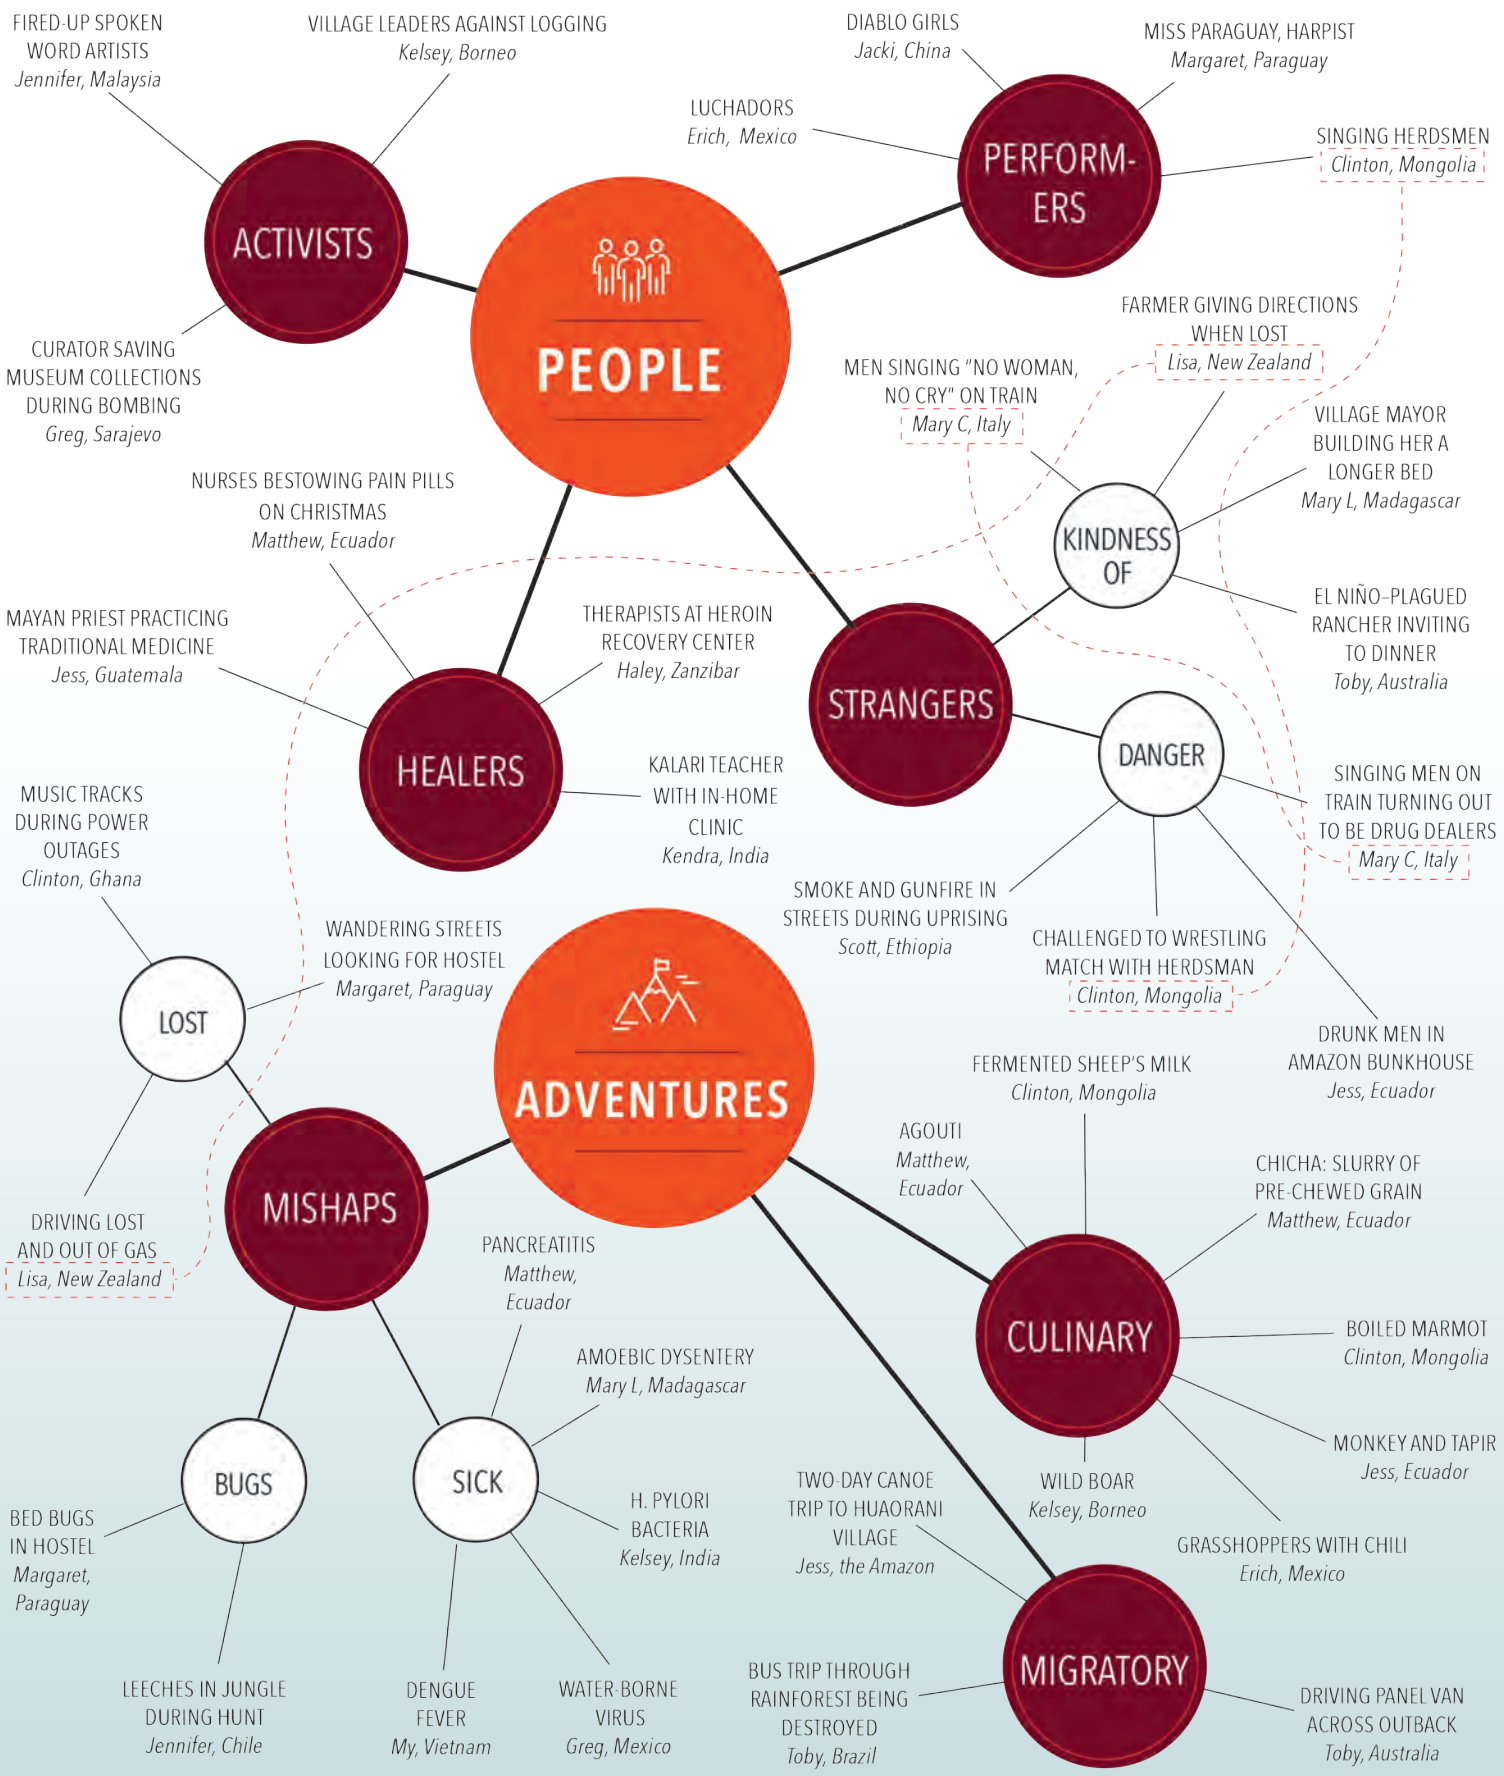 FIRED-UP SPOKEN
WORD ARTISTS
Jennifer, Malaysia
VILLAGE LEADERS AGAINST LOGGING
Kelsey, Borneo
DIABLO GIRLS
Jacki, China
MISS PARAGUAY, HARPIST
Margaret, Paraguay
LUCHADORS
Erich, Mexico
SINGING HERDSMEN
Clinton, Mongolia
PERFORM-
ERS
ACTIVISTS
PEOPLE
CURATOR SAVING
MUSEUM COLLECTIONS
DURING BOMBING
Greg, Sarajevo
FARMER GIVING DIRECTIONS
WHEN LOST
Lisa, New Zealand
MEN SINGING “NO WOMAN,
NO CRY” ON TRAIN
Mary C, Italy
VILLAGE MAYOR
BUILDING HER A
LONGER BED
Mary L, Madagascar
KINDNESS
OF
EL NIÑO–PLAGUED
RANCHER INVITING
TO DINNER
Toby, Australia
NURSES BESTOWING PAIN PILLS
ON CHRISTMAS
Matthew, Ecuador
MAYAN PRIEST PRACTICING
TRADITIONAL MEDICINE
Jess, Guatemala
THERAPISTS AT HEROIN
RECOVERY CENTER
Haley, Zanzibar
HEALERS
KALARI TEACHER
WITH IN-HOME
CLINIC
Kendra, India
STRANGERS
DANGER
SINGING MEN ON
TRAIN TURNING OUT
TO BE DRUG DEALERS
Mary C, Italy
SMOKE AND GUNFIRE IN
STREETS DURING UPRISING
Scott, Ethiopia
CHALLENGED TO WRESTLING
MATCH WITH HERDSMAN
Clinton, Mongolia
DRUNK MEN IN
AMAZON BUNKHOUSE
Jess, Ecuador
MUSIC TRACKS
DURING POWER
OUTAGES
Clinton, Ghana
WANDERING STREETS
LOOKING FOR HOSTEL
Margaret, Paraguay
LOST
ADVENTURES
MISHAPS
DRIVING LOST
AND OUT OF GAS
Lisa, New Zealand
FERMENTED SHEEP’S MILK
Clinton, Mongolia
AGOUTI
Matthew,
Ecuador
CHICHA: SLURRY OF
PRE-CHEWED GRAIN
Matthew, Ecuador
CULINARY
BOILED MARMOT
Clinton, Mongolia
MONKEY AND TAPIR
Jess, Ecuador
WILD BOAR
Kelsey, Borneo
GRASSHOPPERS WITH CHILI
Erich, Mexico
PANCREATITIS
Matthew,
Ecuador
AMOEBIC DYSENTERY
Mary L, Madagascar
BUGS
SICK
BED BUGS
IN HOSTEL
Margaret,
Paraguay
H. PYLORI
BACTERIA
Kelsey, India
LEECHES IN JUNGLE
DURING HUNT
Jennifer, Chile
DENGUE
FEVER
My, Vietnam
WATER-BORNE
VIRUS
Greg, Mexico
TWO-DAY CANOE
TRIP TO HUAORANI
VILLAGE
Jess, the Amazon
MIGRATORY
BUS TRIP THROUGH
RAINFOREST BEING
DESTROYED
Toby, Brazil
DRIVING PANEL VAN
ACROSS OUTBACK
Toby, Australia